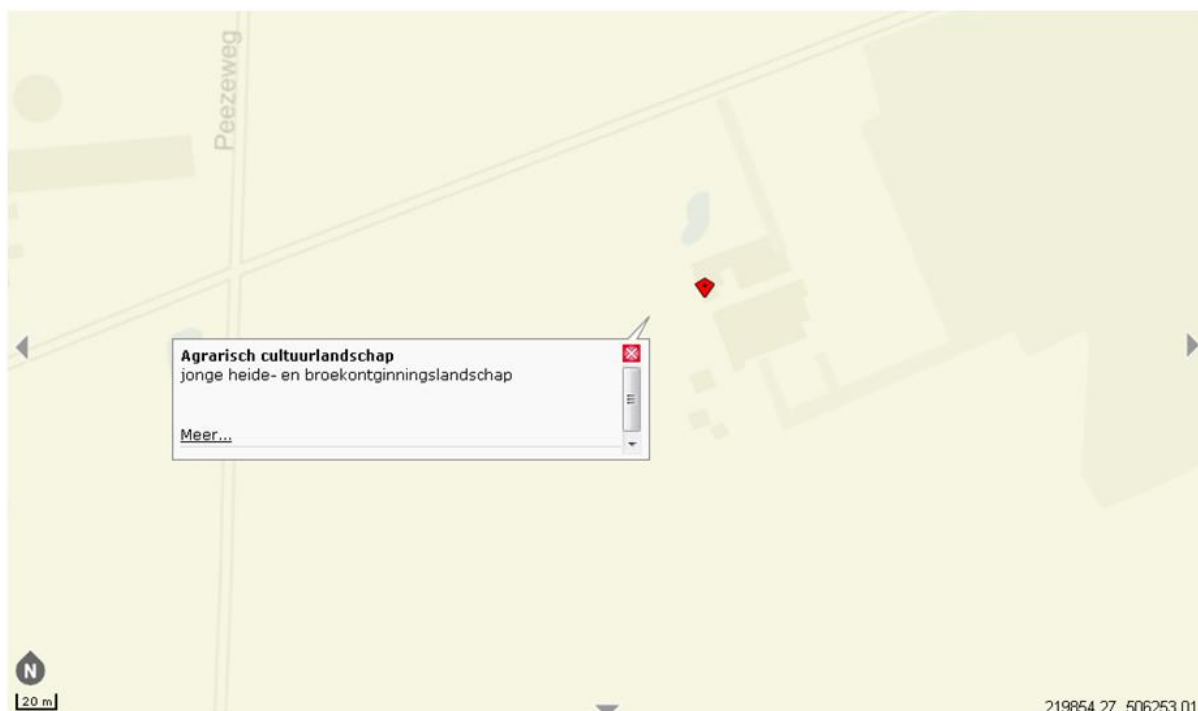 Peezeweg
Agrarisch cultuurlandschap
jonge heide- en broekontginningslandschap
Meer...
N
20 m
219854.27, 506253.01